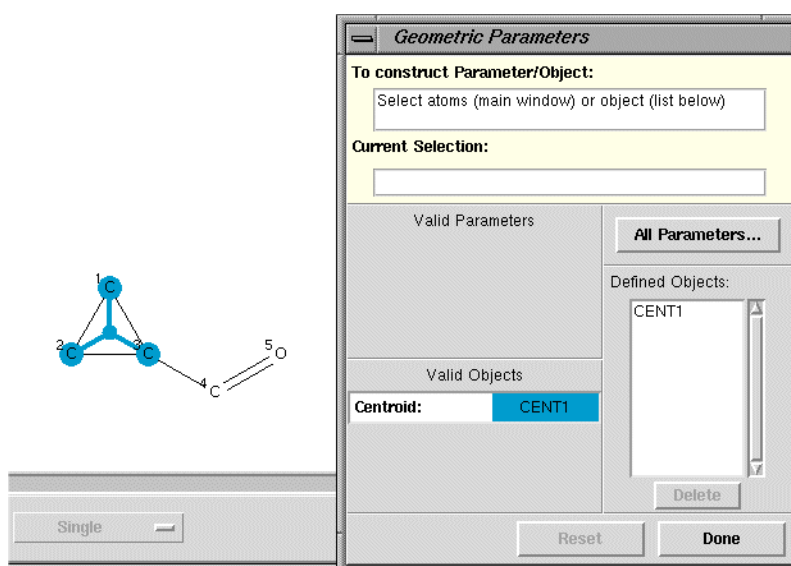 Geometric Parameters
To construct Parameter/Object:
Select atoms (main window) or object (list below)
Current Selection:
Valid Parameters
All Parameters...
Defined Objects:
CENT1
Valid Objects
Centroid:
CENT1
Delete
Reset
Done
1
C
2
C
3
C
4
C
5
O
Single